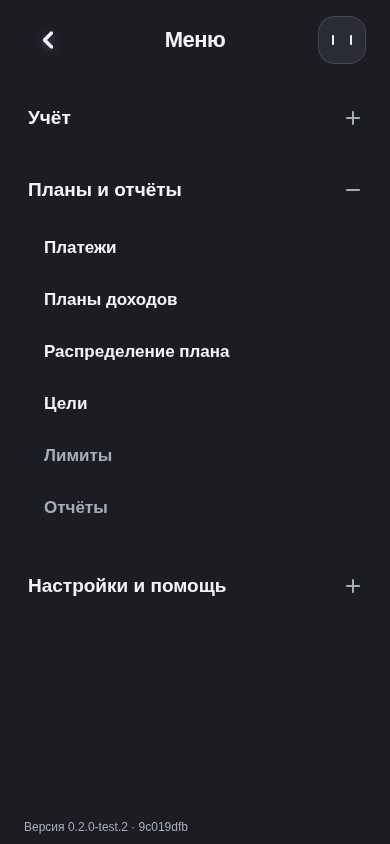 Меню
Учёт
Планы и отчёты
Платежи
Планы доходов
Распределение плана
Цели
Лимиты
Отчёты
Настройки и помощь
Версия 0.2.0-test.2 · 9c019dfb